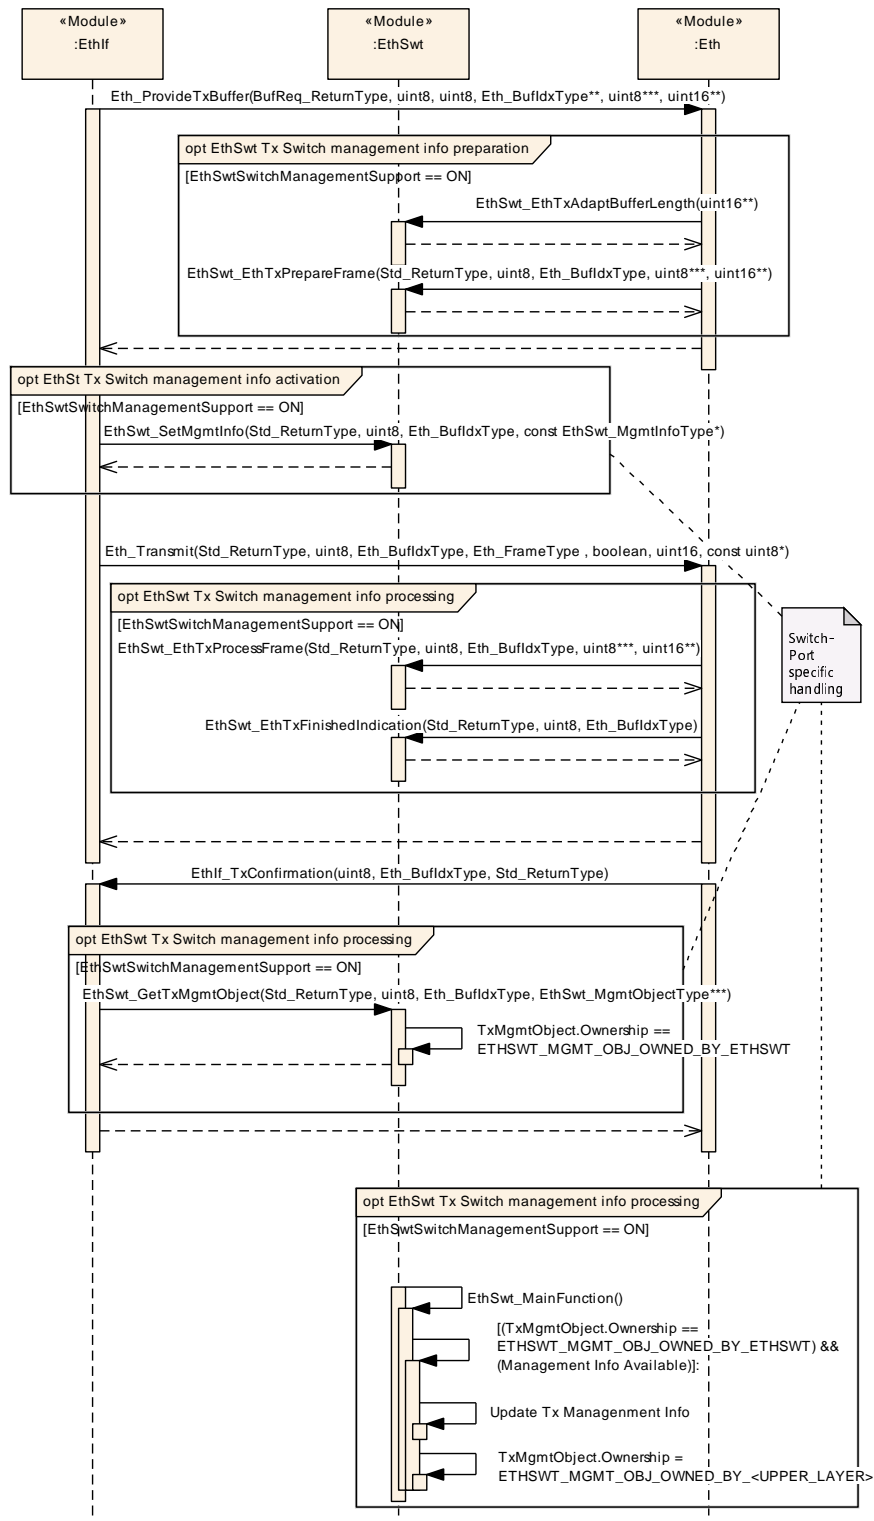 «Module»
:EthIf
«Module»
:EthSwt
«Module»
:Eth
Eth_ProvideTxBuffer(BufReq_ReturnType, uint8, uint8, Eth_BufIdxType**, uint8***, uint16**)
opt EthSwt Tx Switch management info preparation
[EthSwtSwitchManagementSupport == ON]
EthSwt_EthTxAdaptBufferLength(uint16**)
EthSwt_EthTxPrepareFrame(Std_ReturnType, uint8, Eth_BufIdxType, uint8***, uint16**)
opt EthSt Tx Switch management info activation
[EthSwtSwitchManagementSupport == ON]
EthSwt_SetMgmtInfo(Std_ReturnType, uint8, Eth_BufIdxType, const EthSwt_MgmtInfoType*)
Eth_Transmit(Std_ReturnType, uint8, Eth_BufIdxType, Eth_FrameType , boolean, uint16, const uint8*)
opt EthSwt Tx Switch management info processing
[EthSwtSwitchManagementSupport == ON]
EthSwt_EthTxProcessFrame(Std_ReturnType, uint8, Eth_BufIdxType, uint8***, uint16**)
Switch-
Port
specific
handling
EthSwt_EthTxFinishedIndication(Std_ReturnType, uint8, Eth_BufIdxType)
EthIf_TxConfirmation(uint8, Eth_BufIdxType, Std_ReturnType)
opt EthSwt Tx Switch management info processing
[EthSwtSwitchManagementSupport == ON]
EthSwt_GetTxMgmtObject(Std_ReturnType, uint8, Eth_BufIdxType, EthSwt_MgmtObjectType***)
TxMgmtObject.Ownership ==
ETHSWT_MGMT_OBJ_OWNED_BY_ETHSWT
opt EthSwt Tx Switch management info processing
[EthSwtSwitchManagementSupport == ON]
EthSwt_MainFunction()
[(TxMgmtObject.Ownership ==
ETHSWT_MGMT_OBJ_OWNED_BY_ETHSWT) &&
(Management Info Available)]:
Update Tx Managenment Info
TxMgmtObject.Ownership =
ETHSWT_MGMT_OBJ_OWNED_BY_<UPPER_LAYER>